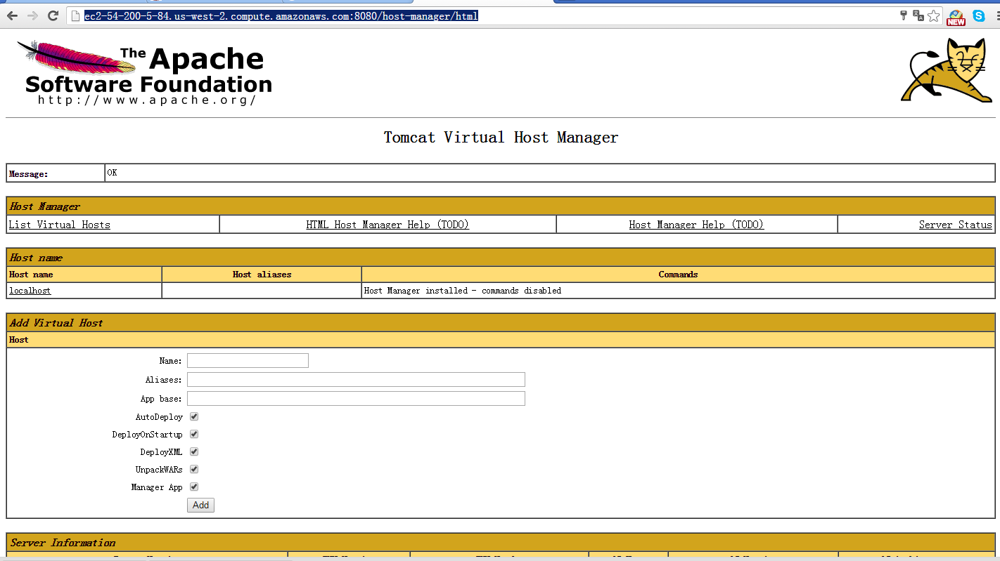 ec2-54-200-5-84.us-west-2.compute.amazonaws.com:8080/host-manager/html
NEW
The Apache
Software Foundation
http://www.apache.org/
Tomcat Virtual Host Manager
Message: OK
Host Manager
List Virtual Hosts HTML Host Manager Help (TODO) Host Manager Help (TODO) Server Status
Host name
Host name Host aliases Commands
localhost Host Manager installed - commands disabled
Add Virtual Host
Host
Name:
Aliases:
App base:
AutoDeploy
DeployOnStartup
DeployXML
UnpackWARs
Manager App
Add
Server Information